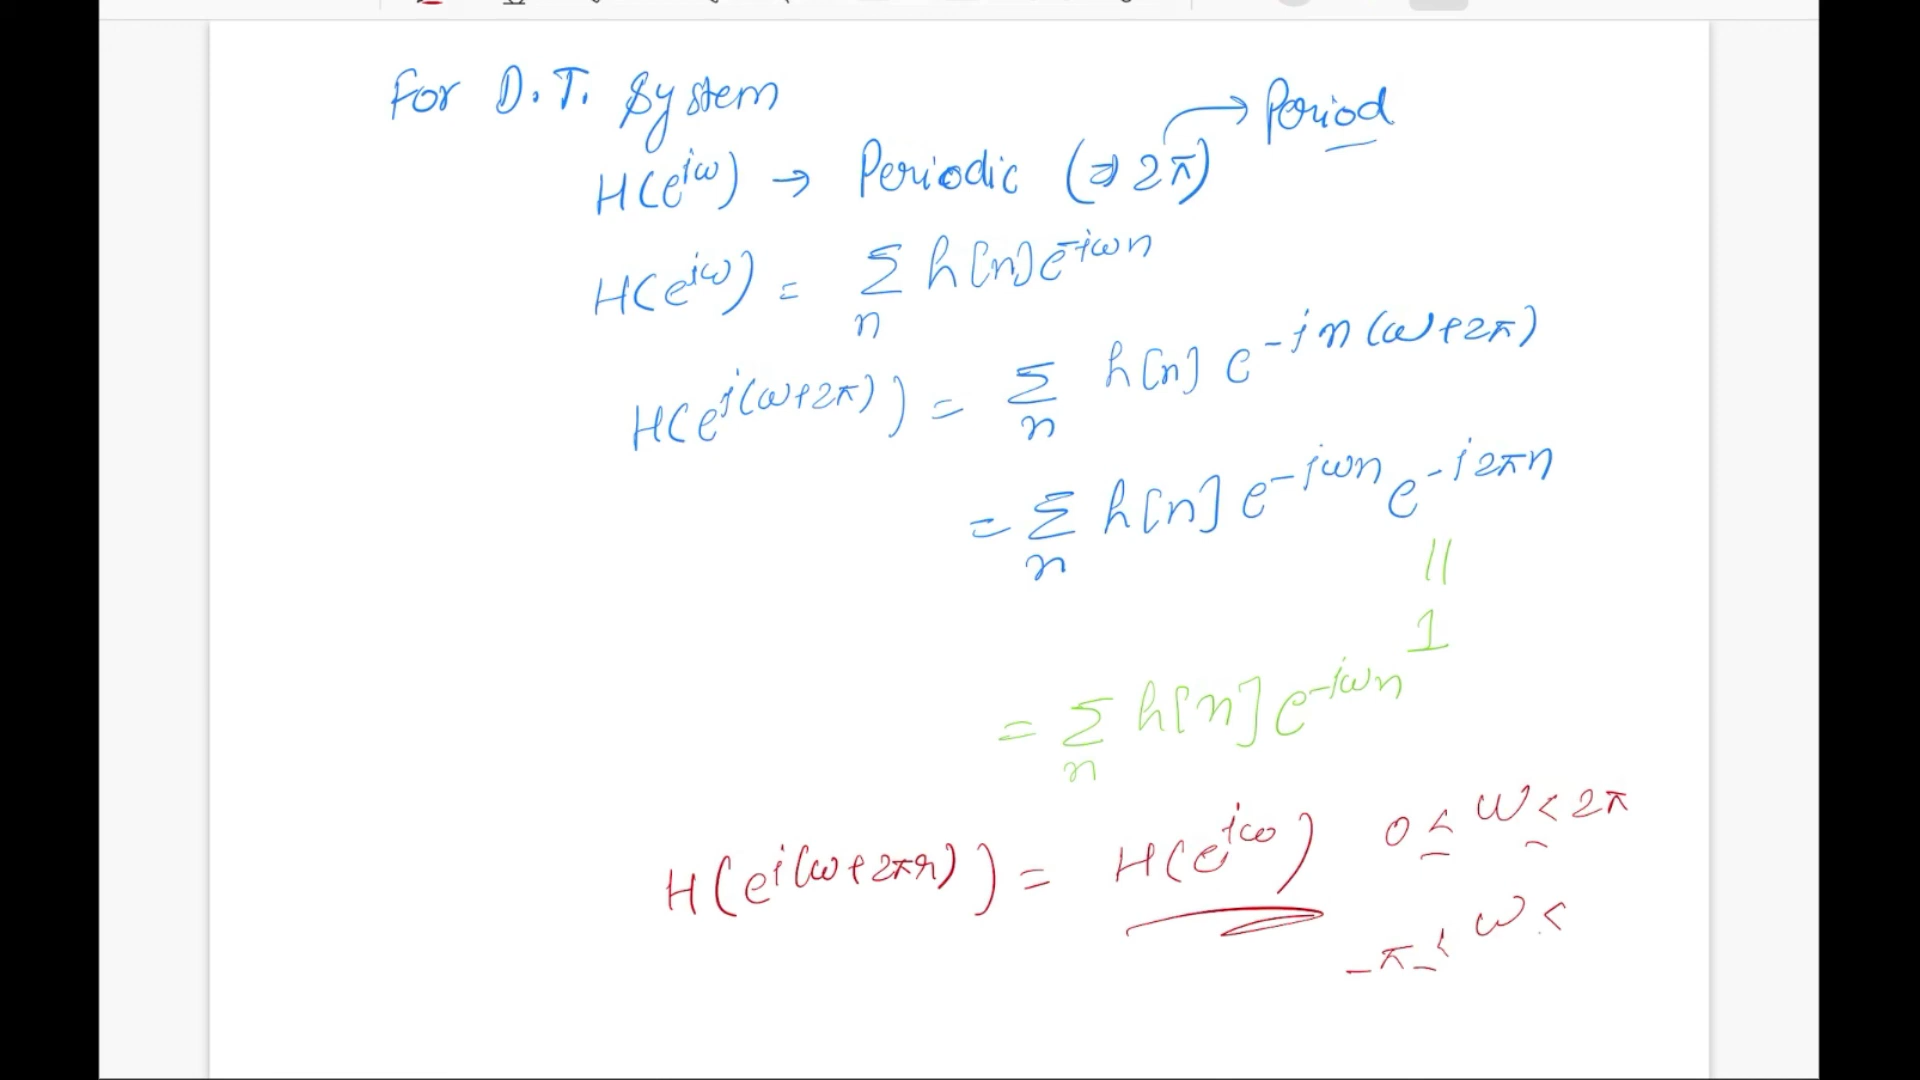 For D.T. System
H(e^{jω}) → Periodic (⇒ 2π) → Period
H(e^{jω}) = Σ_n h[n] e^{-jωn}
H(e^{j(ω+2π)}) = Σ_n h[n] e^{-jn(ω+2π)}
= Σ_n h[n] e^{-jωn} e^{-j2πn}
||
1
= Σ_n h[n] e^{-jωn}
H(e^{j(ω+2πr)}) = H(e^{jω}) 0 ≤ ω < 2π
-π ≤ ω <